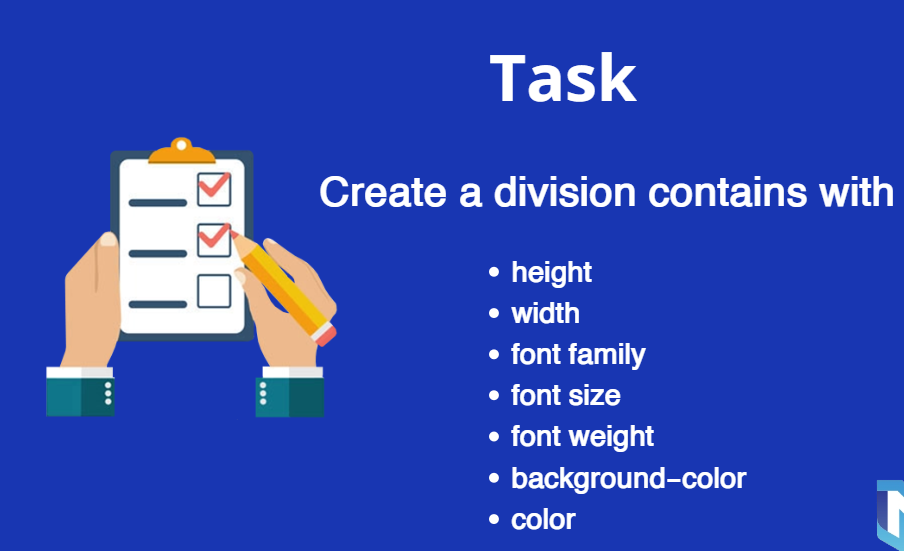 Task
Create a division contains with
• height
• width
• font family
• font size
• font weight
• background-color
• color